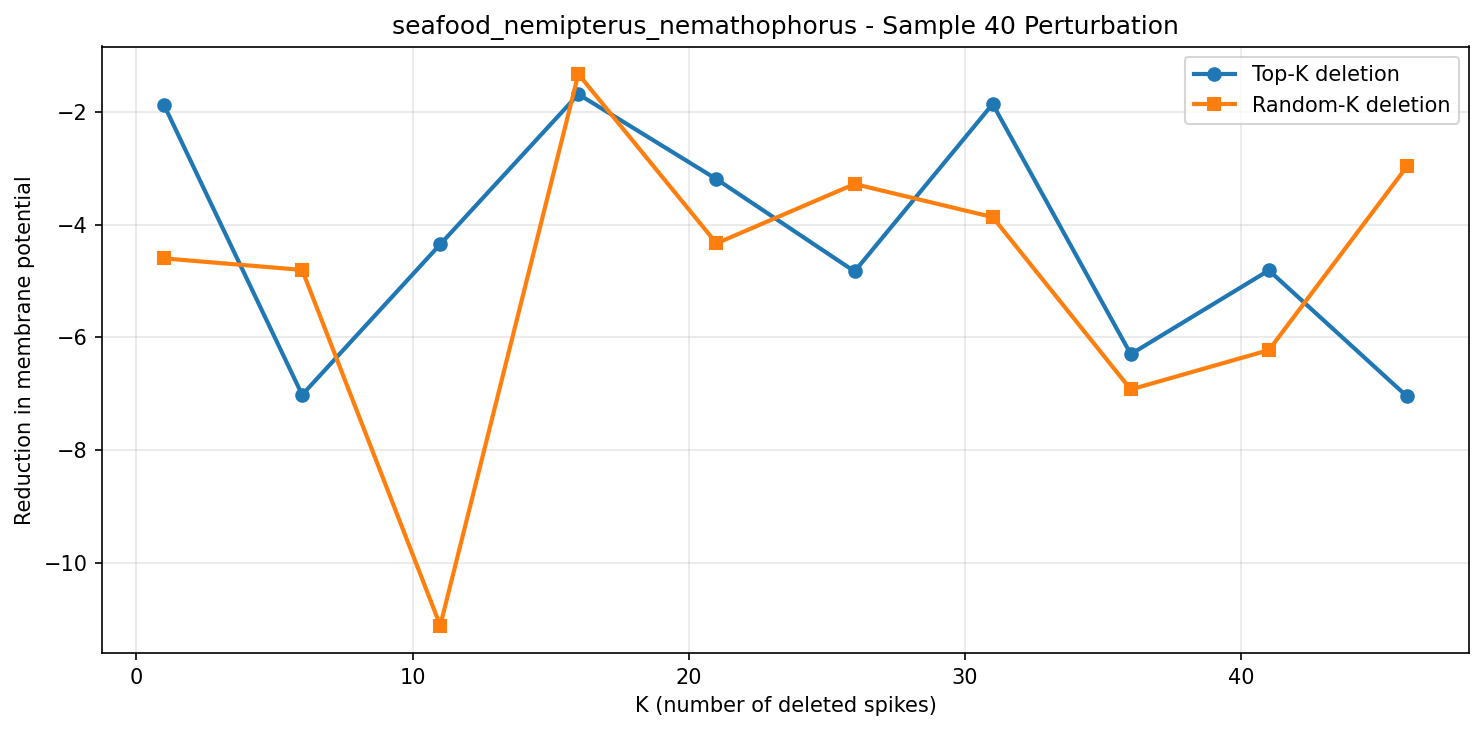 seafood_nemipterus_nemathophorus - Sample 40 Perturbation
Top-K deletion
Random-K deletion
Reduction in membrane potential
−2
−4
−6
−8
−10
0 10 20 30 40
K (number of deleted spikes)